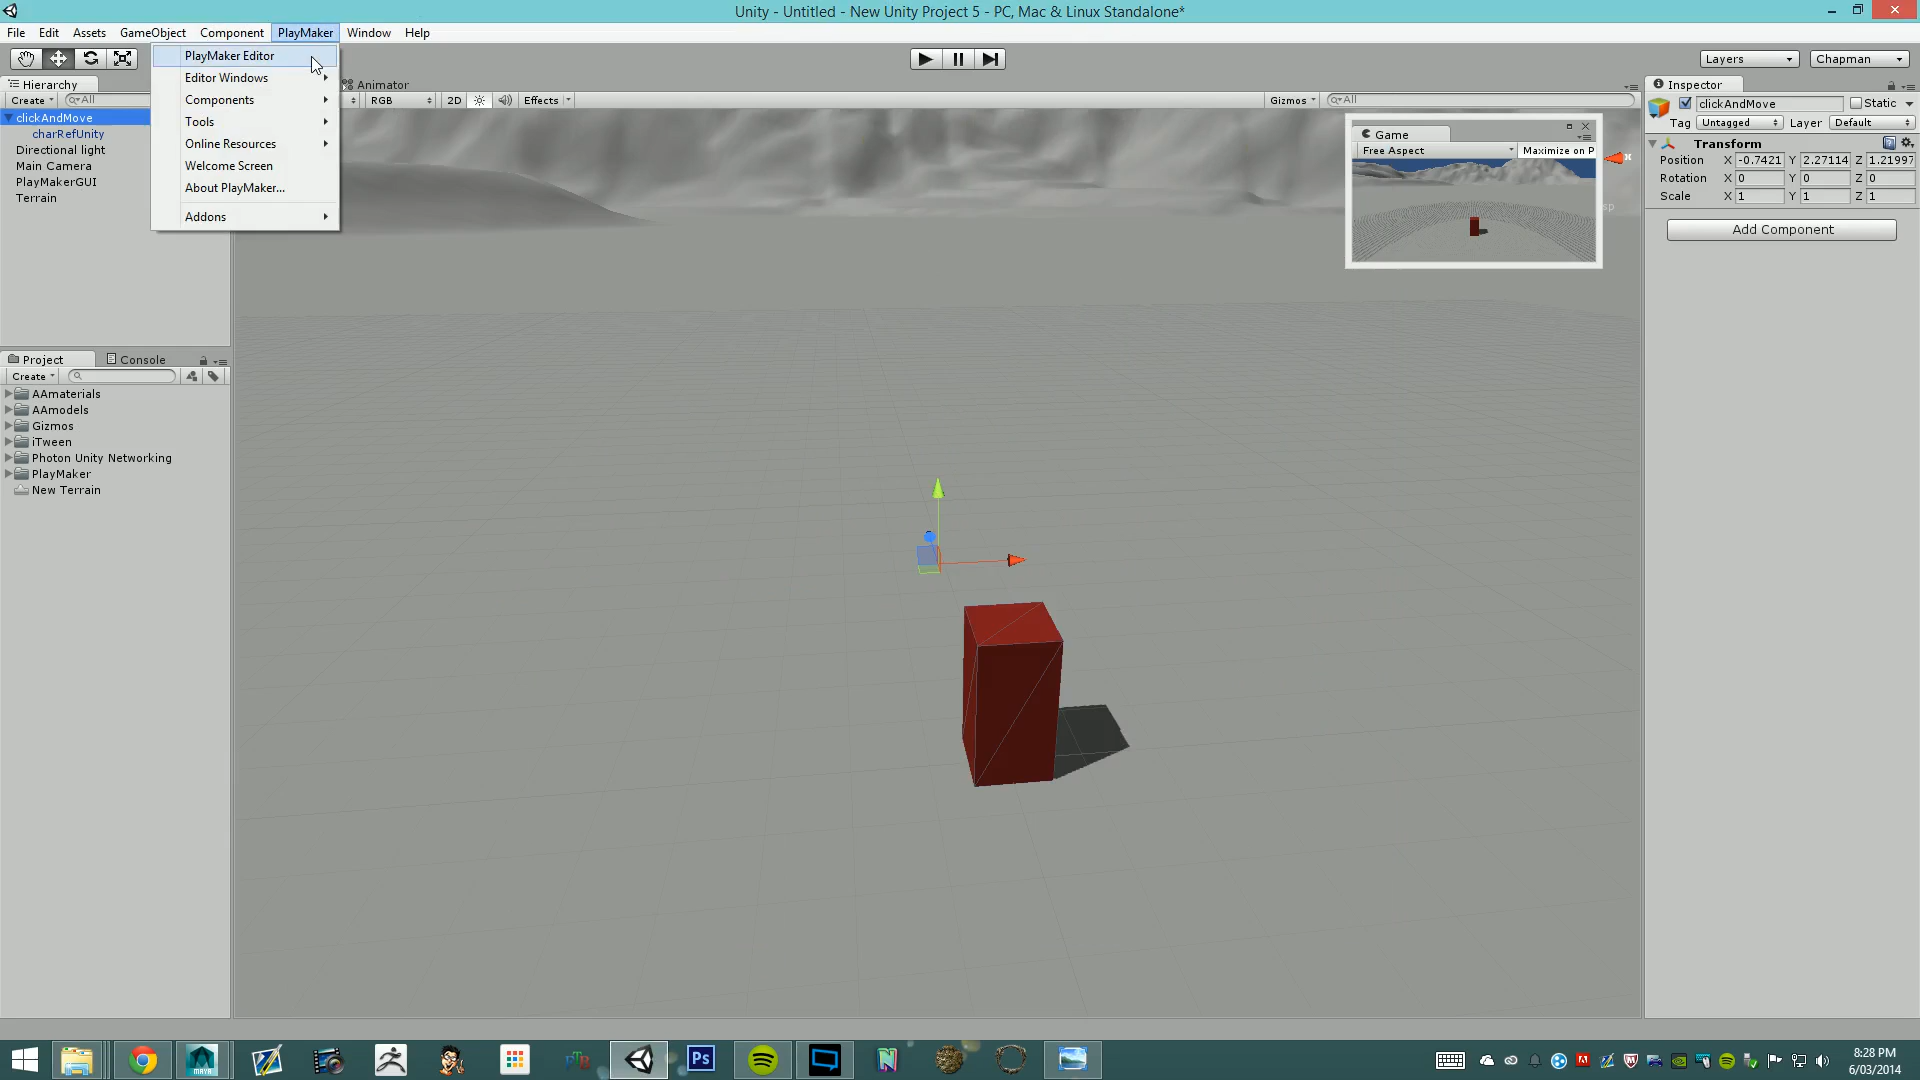 Unity - Untitled - New Unity Project 5 - PC, Mac & Linux Standalone*
File Edit Assets GameObject Component PlayMaker Window Help
PlayMaker Editor
Editor Windows
Components
Tools
Online Resources
Welcome Screen
About PlayMaker...
Addons
Layers Chapman
Hierarchy
Create All
clickAndMove
charRefUnity
Directional light
Main Camera
PlayMakerGUI
Terrain
Animator
RGB 2D Effects Gizmos All
Game
Free Aspect Maximize on P
Inspector
clickAndMove Static
Tag Untagged Layer Default
Transform
Position X -0.7421 Y 2.27114 Z 1.21997
Rotation X 0 Y 0 Z 0
Scale X 1 Y 1 Z 1
Add Component
x
Project Console
Create
AAmaterials
AAmodels
Gizmos
iTween
Photon Unity Networking
PlayMaker
New Terrain
MAYA
Ps
8:28 PM
6/03/2014